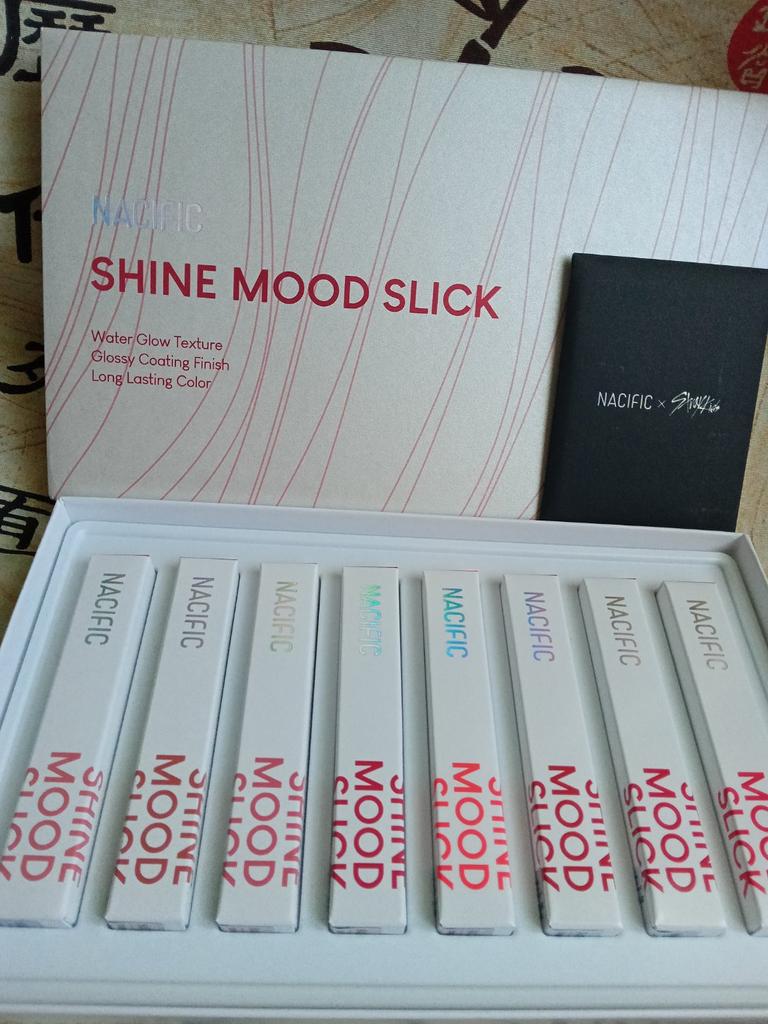 NACIFIC
SHINE MOOD SLICK
Water Glow Texture
Glossy Coating Finish
Long Lasting Color
NACIFIC × StrayKids
NACIFIC
SHINE
MOOD
SLICK
NACIFIC
SHINE
MOOD
SLICK
NACIFIC
SHINE
MOOD
SLICK
NACIFIC
SHINE
MOOD
SLICK
NACIFIC
SHINE
MOOD
SLICK
NACIFIC
SHINE
MOOD
SLICK
NACIFIC
SHINE
MOOD
SLICK
NACIFIC
MOOD
SLICK